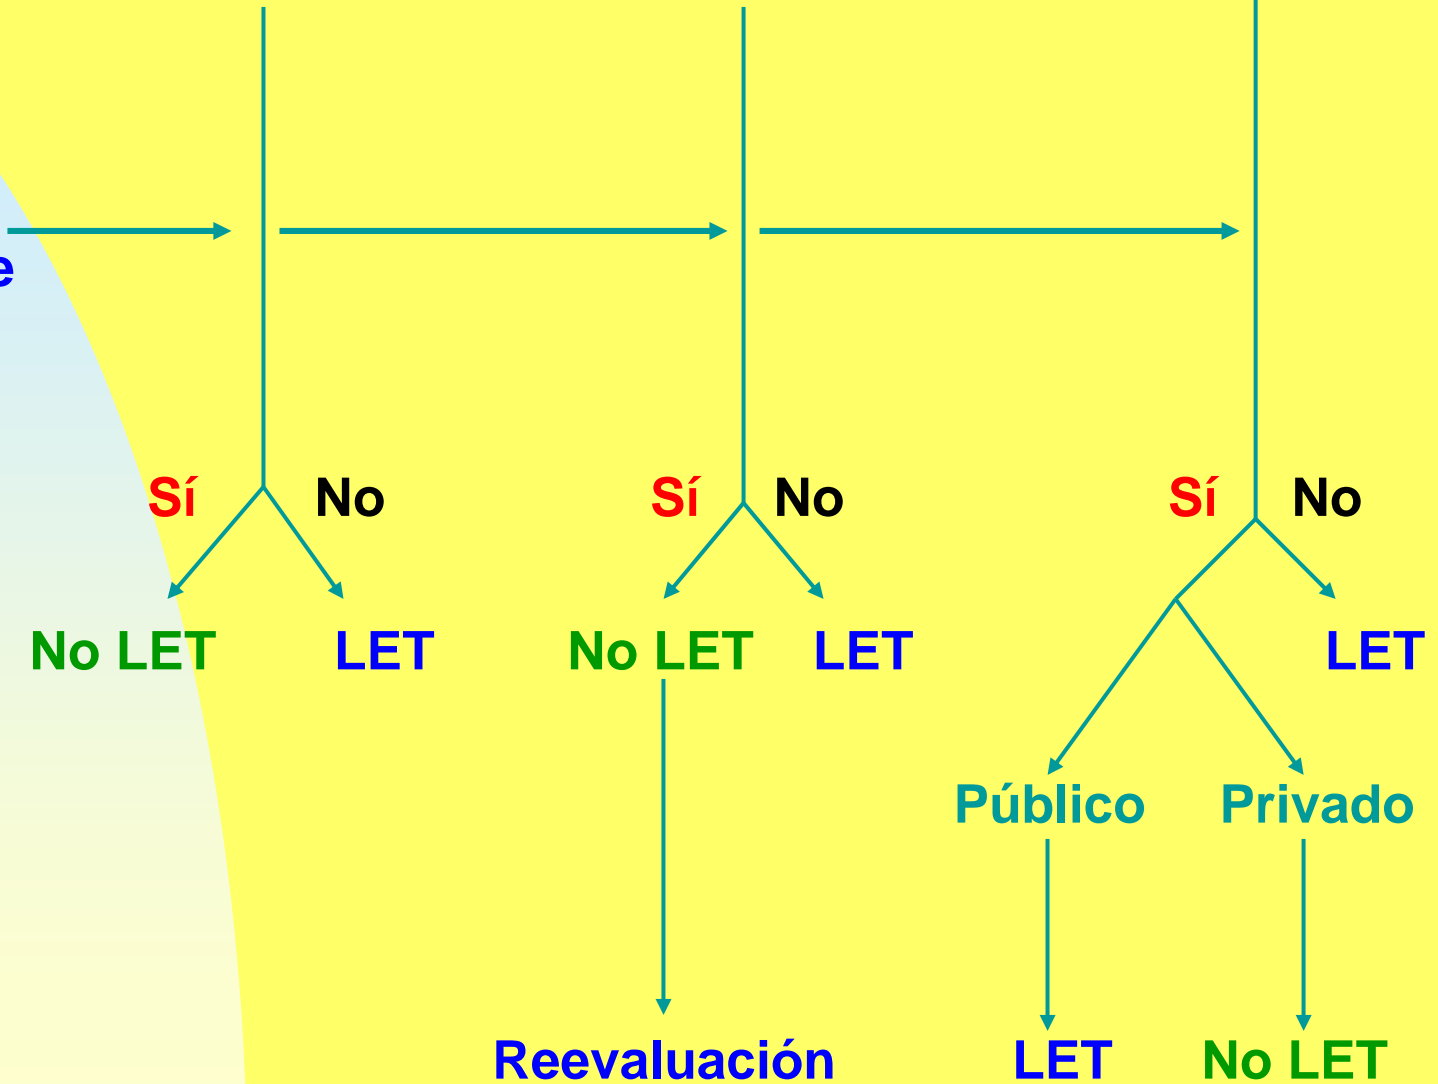 e
Sí No Sí No Sí No
No LET LET No LET LET LET
Público Privado
Reevaluación LET No LET